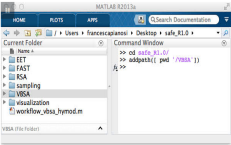 MATLAB R2013a
HOME PLOTS APPS Search Documentation
/ Users francescapianosi Desktop safe_R1.0
Current Folder
Command Window
Name
EET
FAST
RSA
sampling
VBSA
visualization
workflow_vbsa_hymod.m
VBSA (File Folder)
>> cd safe_R1.0/
>> addpath([ pwd '/VBSA'])
fx >>